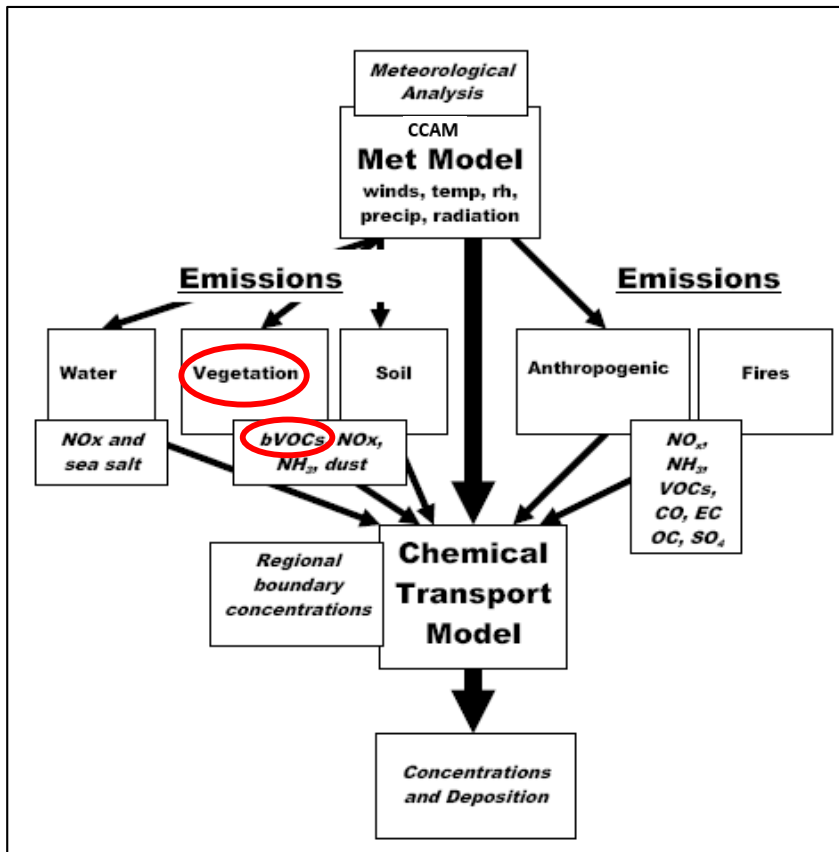 Meteorological
Analysis
CCAM
Met Model
winds, temp, rh,
precip, radiation
Emissions
Emissions
Water
Vegetation
Soil
Anthropogenic
Fires
NOx and
sea salt
bVOCs, NOx,
NH₃, dust
NOₓ,
NH₃,
VOCs,
CO, EC
OC, SO₄
Regional
boundary
concentrations
Chemical
Transport
Model
Concentrations
and Deposition